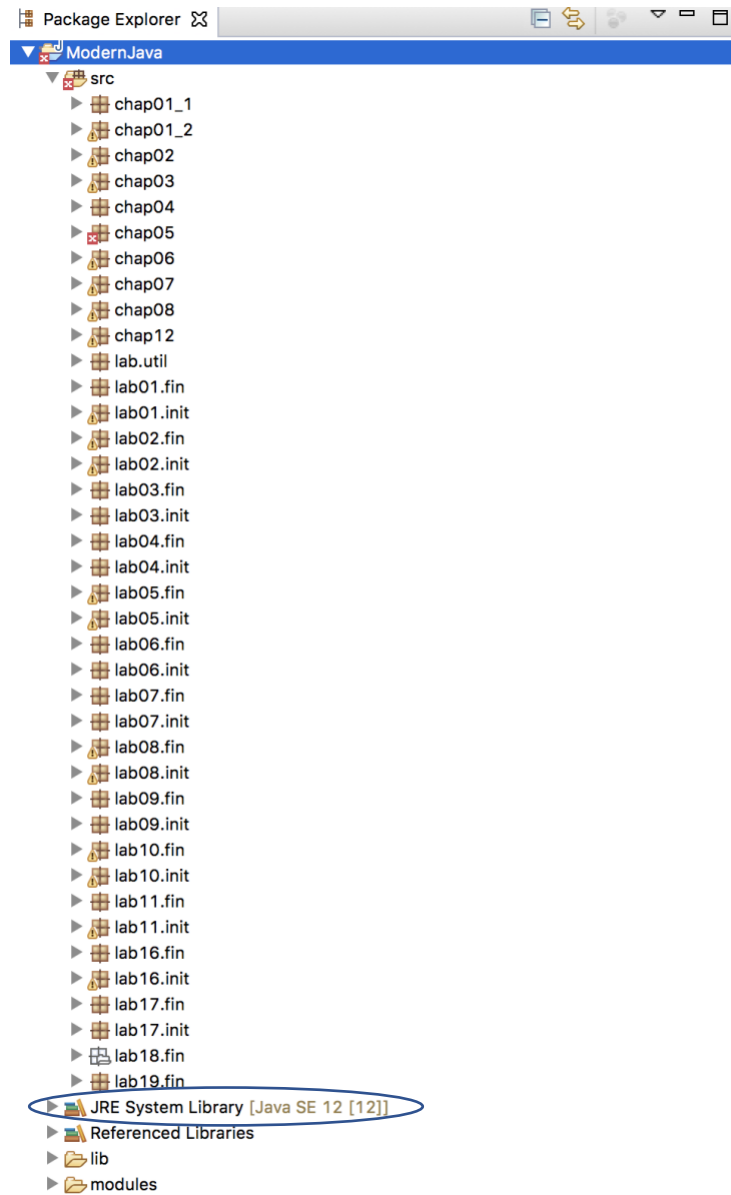 Package Explorer
ModernJava
src
chap01_1
chap01_2
chap02
chap03
chap04
chap05
chap06
chap07
chap08
chap12
lab.util
lab01.fin
lab01.init
lab02.fin
lab02.init
lab03.fin
lab03.init
lab04.fin
lab04.init
lab05.fin
lab05.init
lab06.fin
lab06.init
lab07.fin
lab07.init
lab08.fin
lab08.init
lab09.fin
lab09.init
lab10.fin
lab10.init
lab11.fin
lab11.init
lab16.fin
lab16.init
lab17.fin
lab17.init
lab18.fin
lab19.fin
JRE System Library [Java SE 12 [12]]
Referenced Libraries
lib
modules